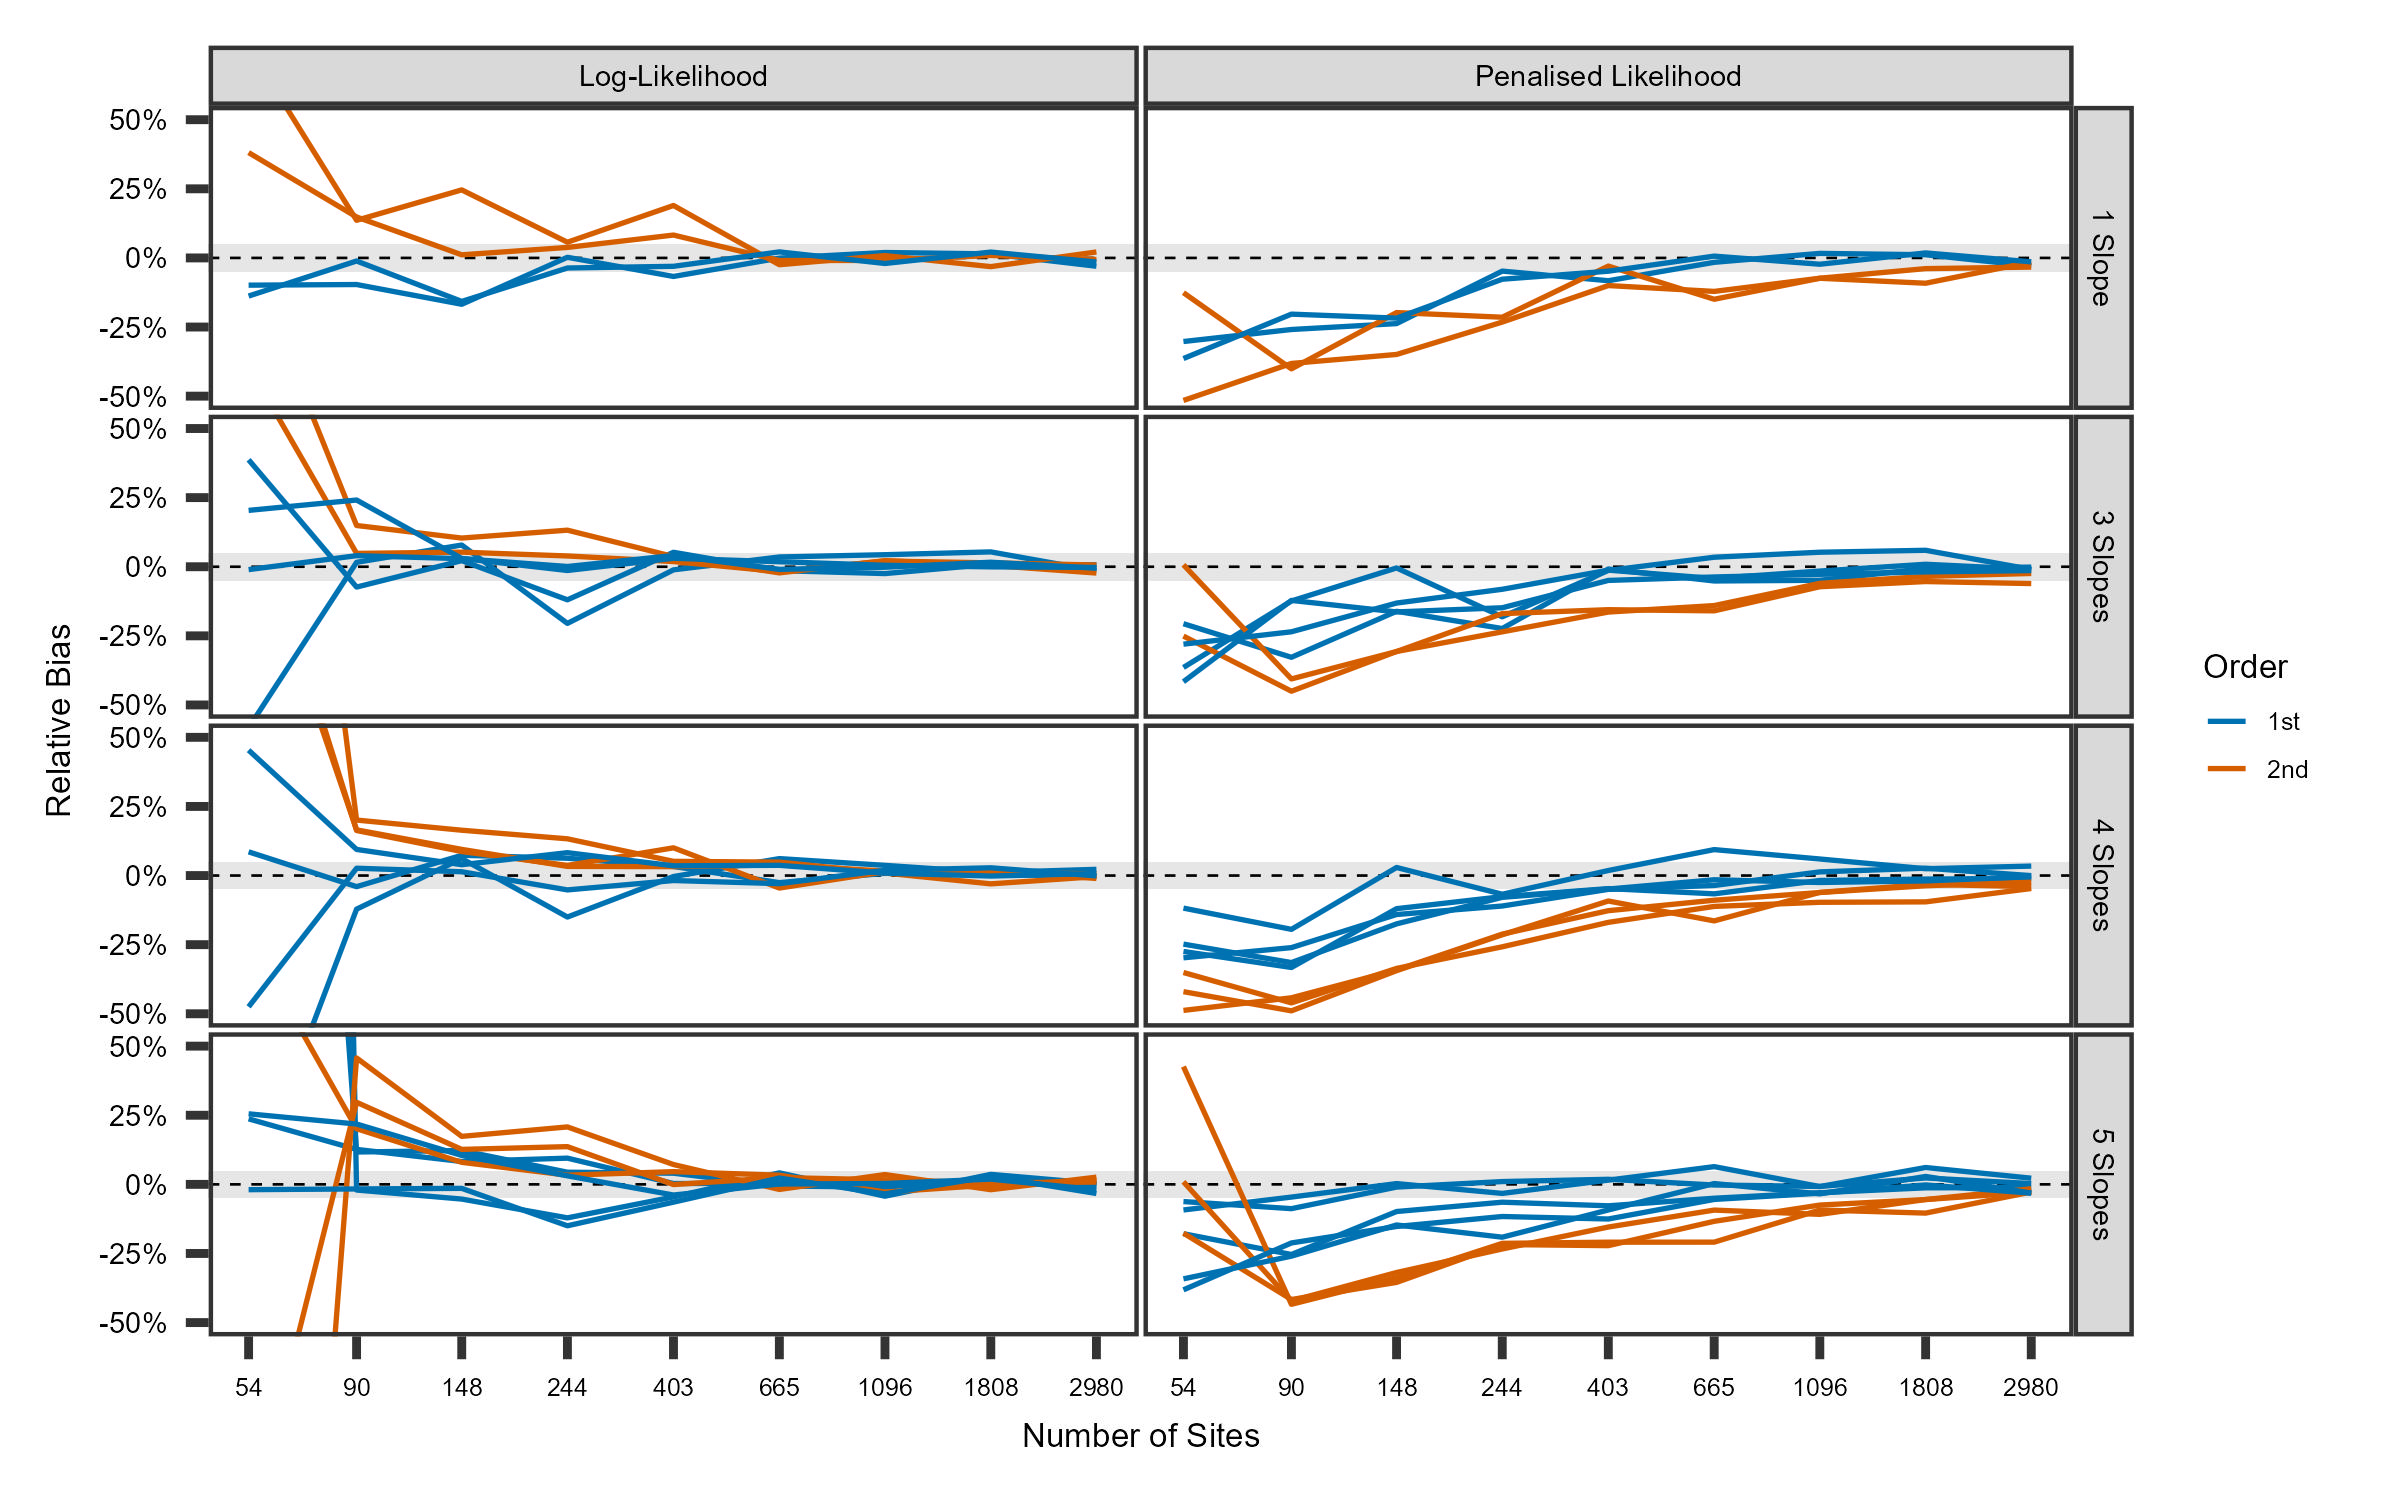 Log-Likelihood
Penalised Likelihood
50%
25%
0%
-25%
-50%
1 Slope
50%
25%
0%
-25%
-50%
3 Slopes
50%
25%
0%
-25%
-50%
4 Slopes
50%
25%
0%
-25%
-50%
5 Slopes
Relative Bias
54 90 148 244 403 665 1096 1808 2980
54 90 148 244 403 665 1096 1808 2980
Number of Sites
Order
1st
2nd